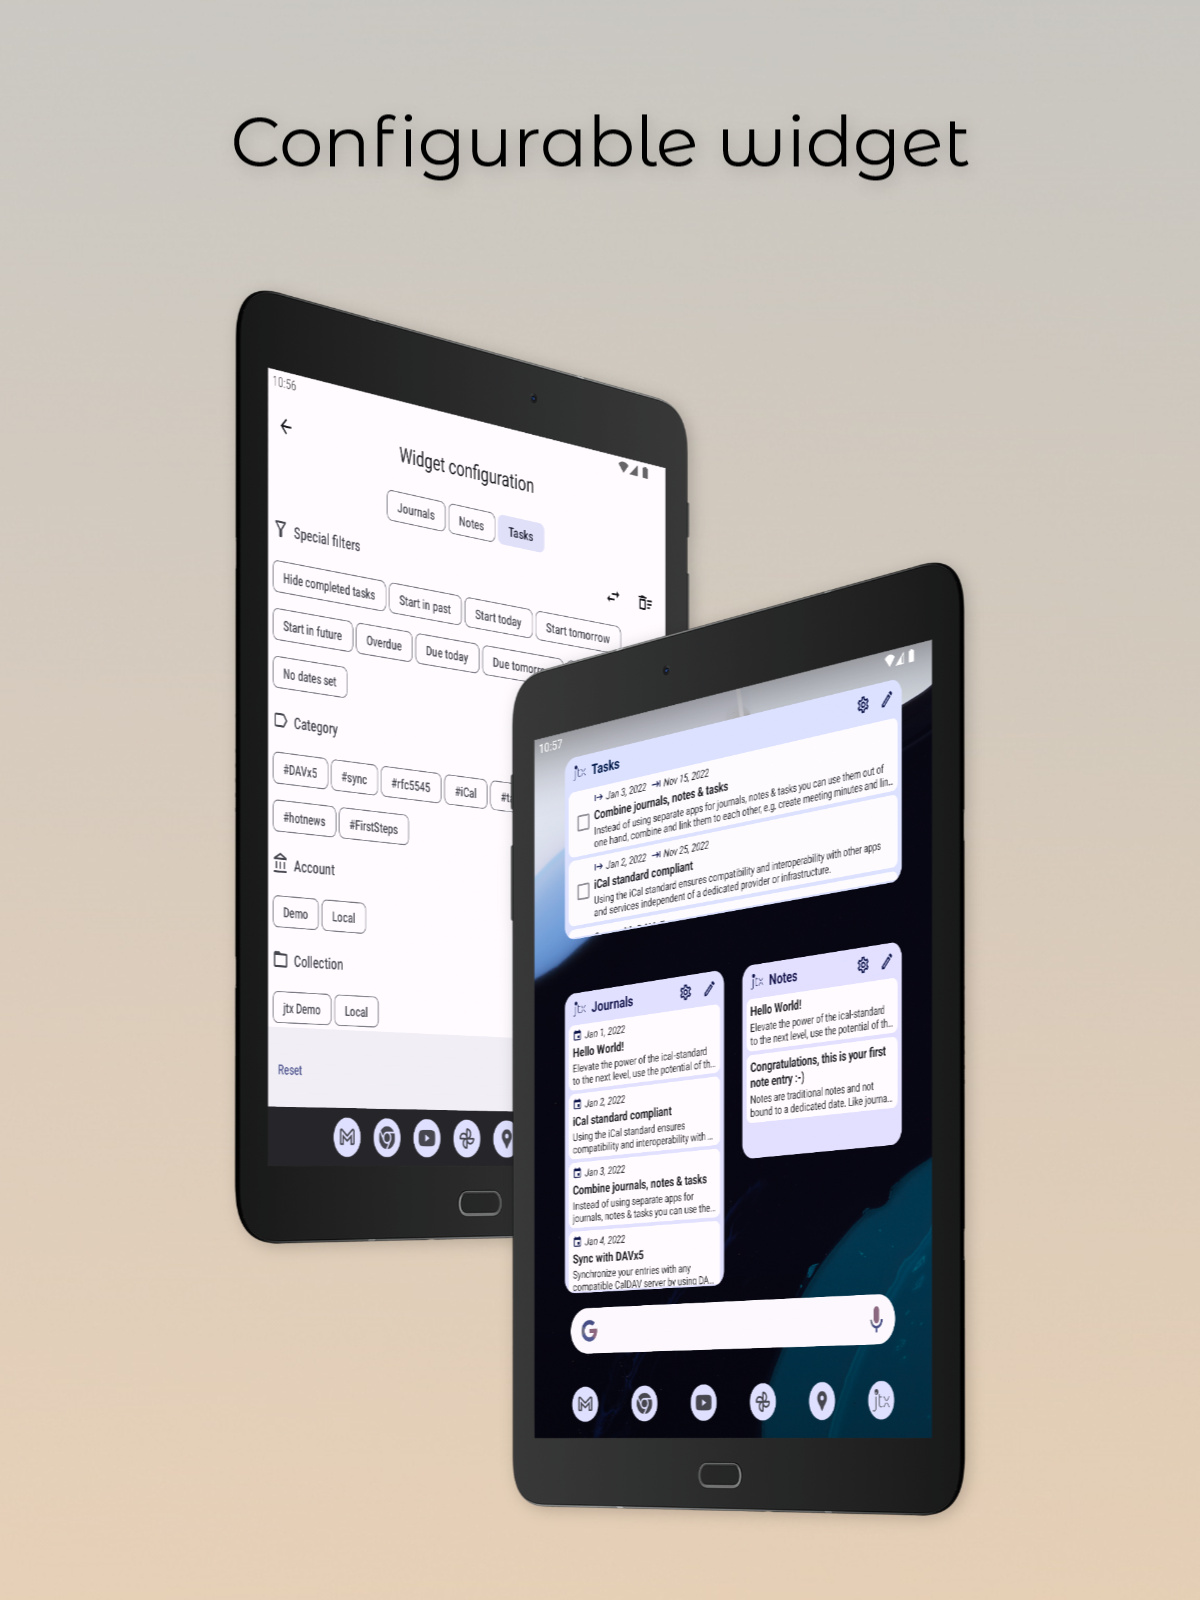 Configurable widget
10:56
Widget configuration
Journals
Notes
Tasks
Special filters
Hide completed tasks
Start in past
Start today
Start tomorrow
Start in future
Overdue
Due today
Due tomorr
No dates set
Category
#DAVx5
#sync
#rfc5545
#iCal
#ta
#hotnews
#FirstSteps
Account
Demo
Local
Collection
jtx Demo
Local
Reset
10:57
jtx Tasks
Jan 3, 2022 Nov 15, 2022
Combine journals, notes & tasks
Instead of using separate apps for journals, notes & tasks you can use them out of
one hand, combine and link them to each other, e.g. create meeting minutes and lin...
Jan 2, 2022 Nov 25, 2022
iCal standard compliant
Using the iCal standard ensures compatibility and interoperability with other apps
and services independent of a dedicated provider or infrastructure.
jtx Journals
Jan 1, 2022
Hello World!
Elevate the power of the ical-standard
to the next level, use the potential of th...
Jan 2, 2022
iCal standard compliant
Using the iCal standard ensures
compatibility and interoperability with ...
Jan 3, 2022
Combine journals, notes & tasks
Instead of using separate apps for
journals, notes & tasks you can use the...
Jan 4, 2022
Sync with DAVx5
Synchronize your entries with any
compatible CalDAV server by using DA...
jtx Notes
Hello World!
Elevate the power of the ical-standard
to the next level, use the potential of th...
Congratulations, this is your first
note entry :-)
Notes are traditional notes and not
bound to a dedicated date. Like journa...
G
jtx